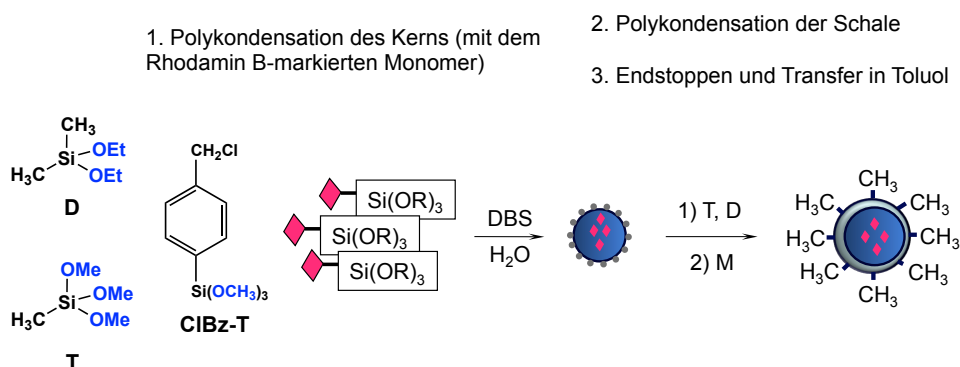 1. Polykondensation des Kerns (mit dem
Rhodamin B-markierten Monomer)
2. Polykondensation der Schale
3. Endstoppen und Transfer in Toluol
CH₃
Si
OEt
OEt
H₃C
D
OMe
Si
OMe
OMe
H₃C
T
CH₂Cl
Si(OCH₃)₃
ClBz-T
Si(OR)₃
Si(OR)₃
Si(OR)₃
DBS
H₂O
1) T, D
2) M
CH₃
H₃C
CH₃
H₃C
CH₃
H₃C
CH₃
CH₃